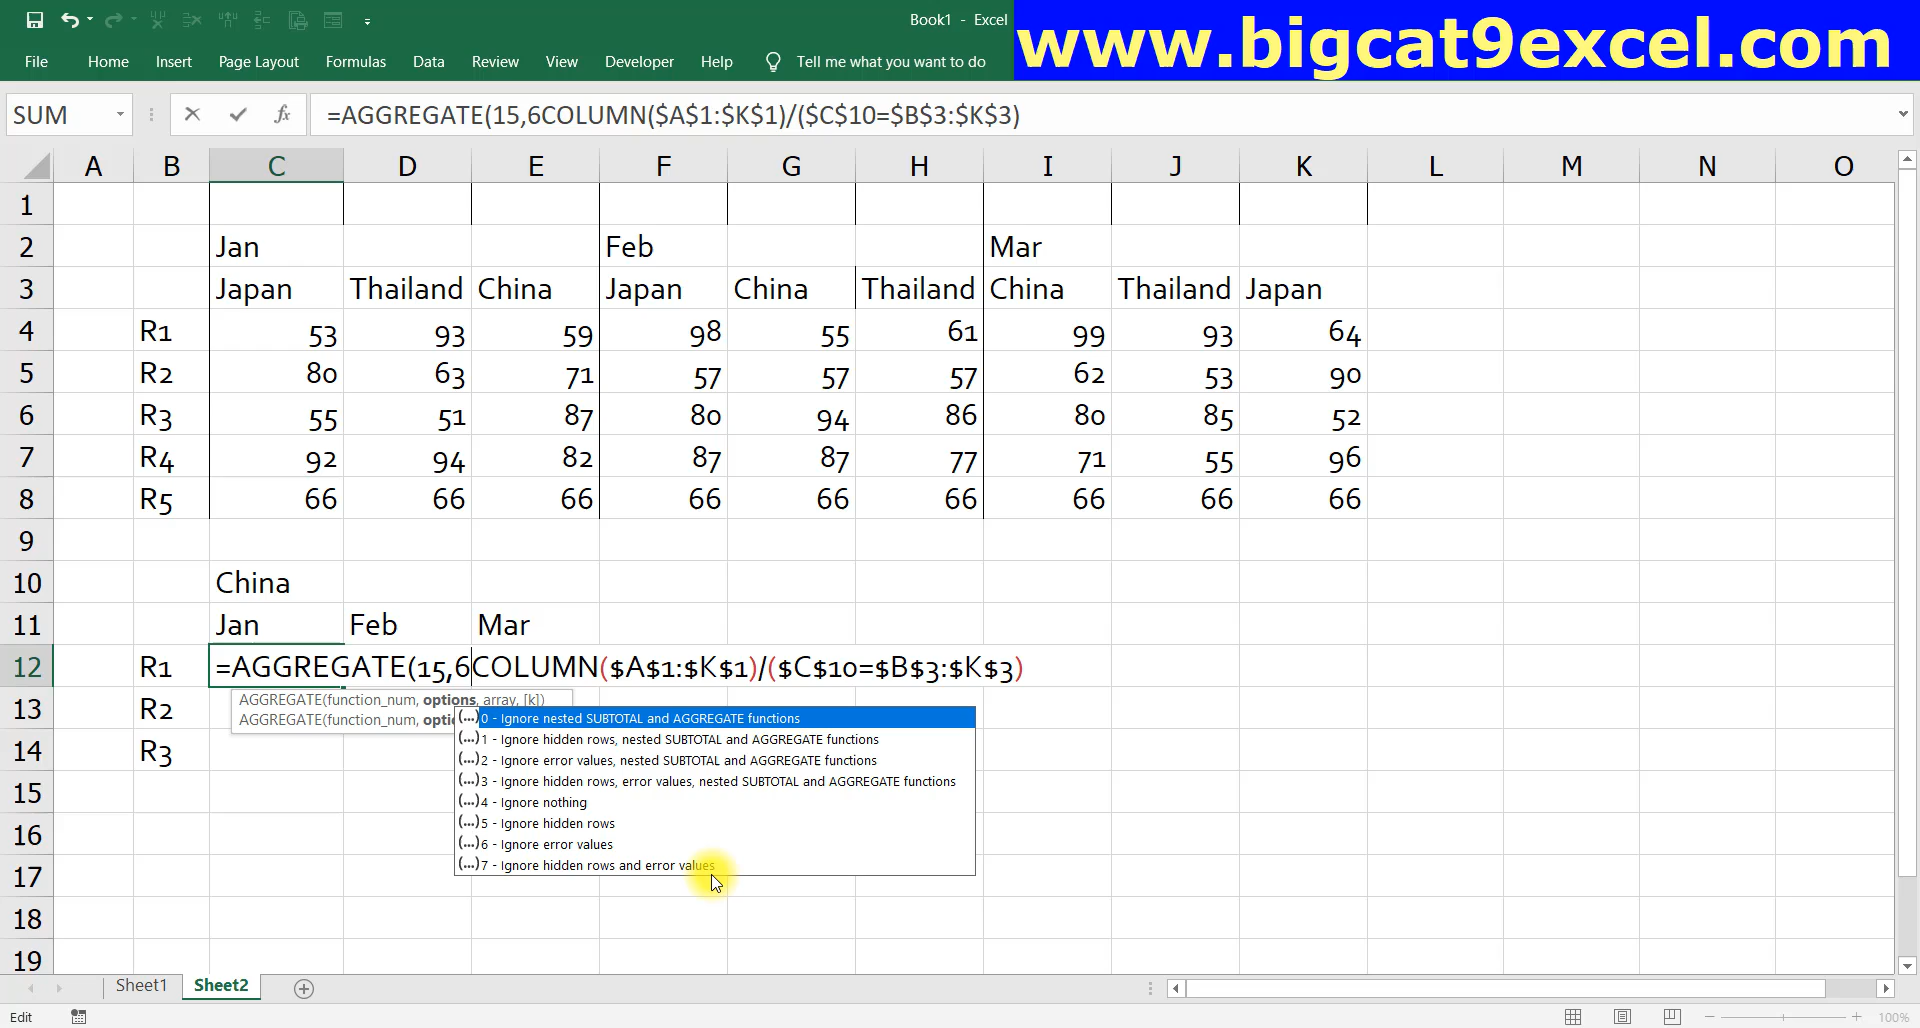 Book1 - Excel
www.bigcat9excel.com
File Home Insert Page Layout Formulas Data Review View Developer Help Tell me what you want to do
SUM fx =AGGREGATE(15,6COLUMN($A$1:$K$1)/($C$10=$B$3:$K$3)
A B C D E F G H I J K L M N O
1
2 Jan Feb Mar
3 Japan Thailand China Japan China Thailand China Thailand Japan
4 R1 53 93 59 98 55 61 99 93 64
5 R2 80 63 71 57 57 57 62 53 90
6 R3 55 51 87 80 94 86 80 85 52
7 R4 92 94 82 87 87 77 71 55 96
8 R5 66 66 66 66 66 66 66 66 66
9
10 China
11 Jan Feb Mar
12 R1 =AGGREGATE(15,6COLUMN($A$1:$K$1)/($C$10=$B$3:$K$3)
AGGREGATE(function_num, options, array, [k])
13 R2 AGGREGATE(function_num, optio
(...) 0 - Ignore nested SUBTOTAL and AGGREGATE functions
(...) 1 - Ignore hidden rows, nested SUBTOTAL and AGGREGATE functions
14 R3
(...) 2 - Ignore error values, nested SUBTOTAL and AGGREGATE functions
(...) 3 - Ignore hidden rows, error values, nested SUBTOTAL and AGGREGATE functions
15
(...) 4 - Ignore nothing
(...) 5 - Ignore hidden rows
16
(...) 6 - Ignore error values
(...) 7 - Ignore hidden rows and error values
17
18
19
Sheet1 Sheet2
Edit 100%